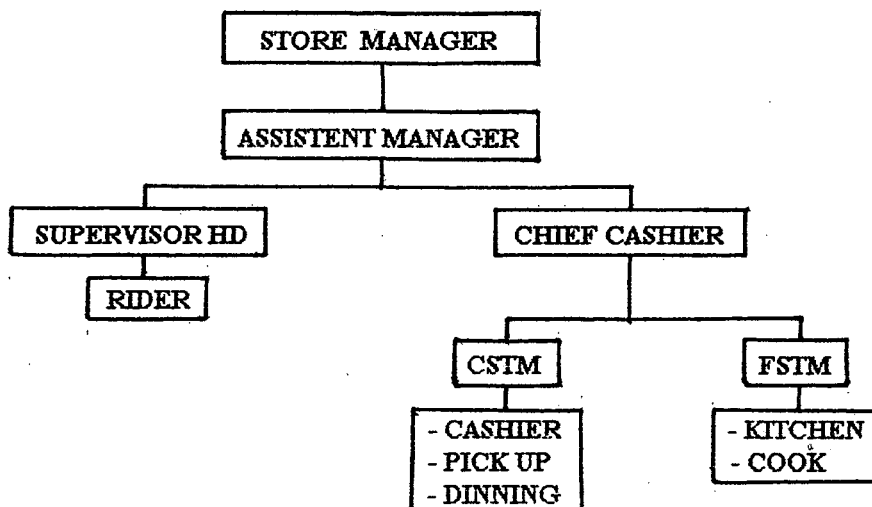 STORE MANAGER
ASSISTENT MANAGER
SUPERVISOR HD
CHIEF CASHIER
RIDER
CSTM
FSTM
- CASHIER
- PICK UP
- DINNING
- KITCHEN
- COOK